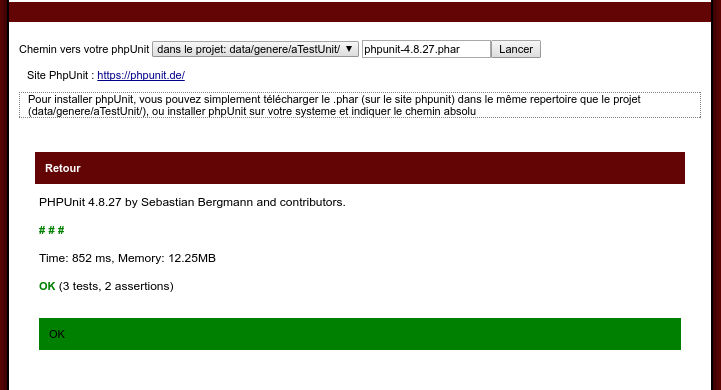 Chemin vers votre phpUnit dans le projet: data/genere/aTestUnit/ phpunit-4.8.27.phar Lancer
Site PhpUnit : https://phpunit.de/
Pour installer phpUnit, vous pouvez simplement télécharger le .phar (sur le site phpunit) dans le même repertoire que le projet
(data/genere/aTestUnit/), ou installer phpUnit sur votre systeme et indiquer le chemin absolu
Retour
PHPUnit 4.8.27 by Sebastian Bergmann and contributors.
# # #
Time: 852 ms, Memory: 12.25MB
OK (3 tests, 2 assertions)
OK